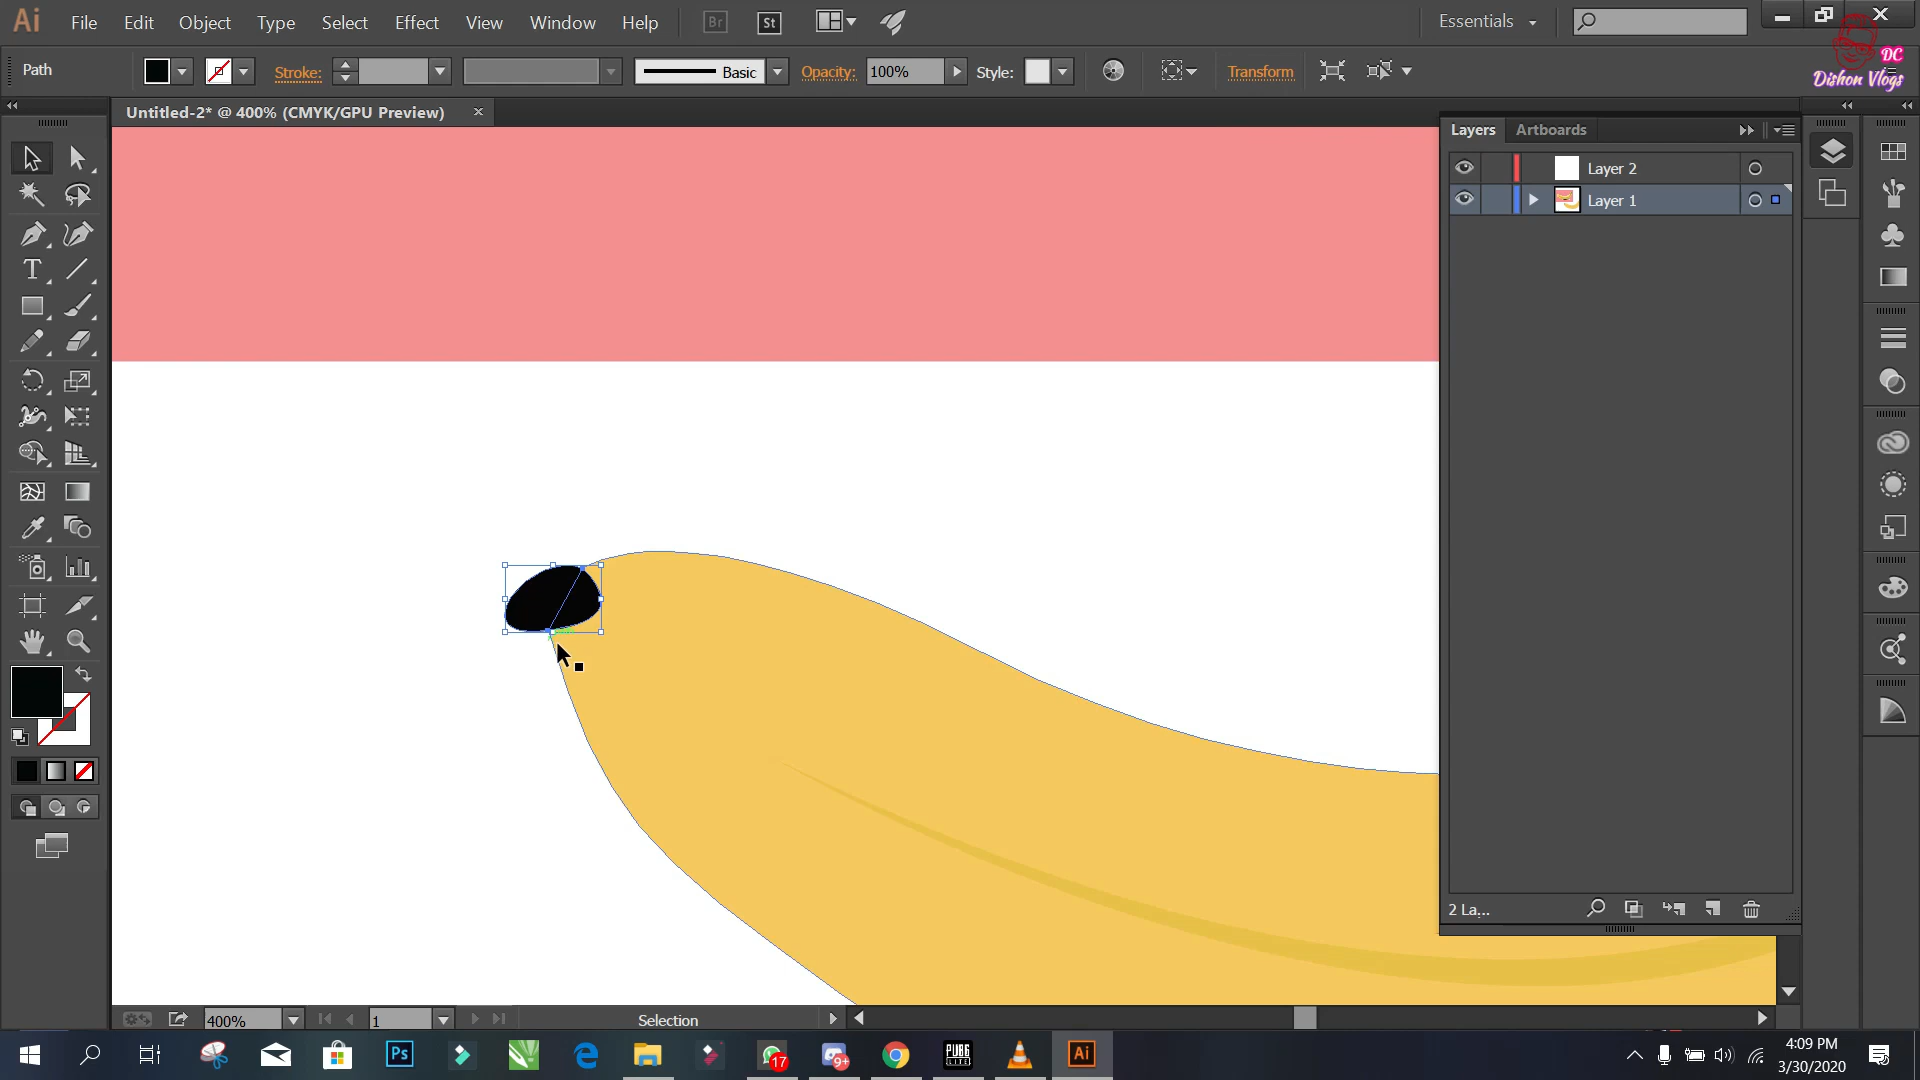 Ai File Edit Object Type Select Effect View Window Help Br St Essentials
Path Stroke: Basic Opacity: 100% Style: Transform
DC
Dishon Vlogs
Untitled-2* @ 400% (CMYK/GPU Preview)
Layers Artboards
Layer 2
Layer 1
T
2 La...
400% 1 Selection
Ps 17 9+ PUBG LITE Ai
4:09 PM
3/30/2020